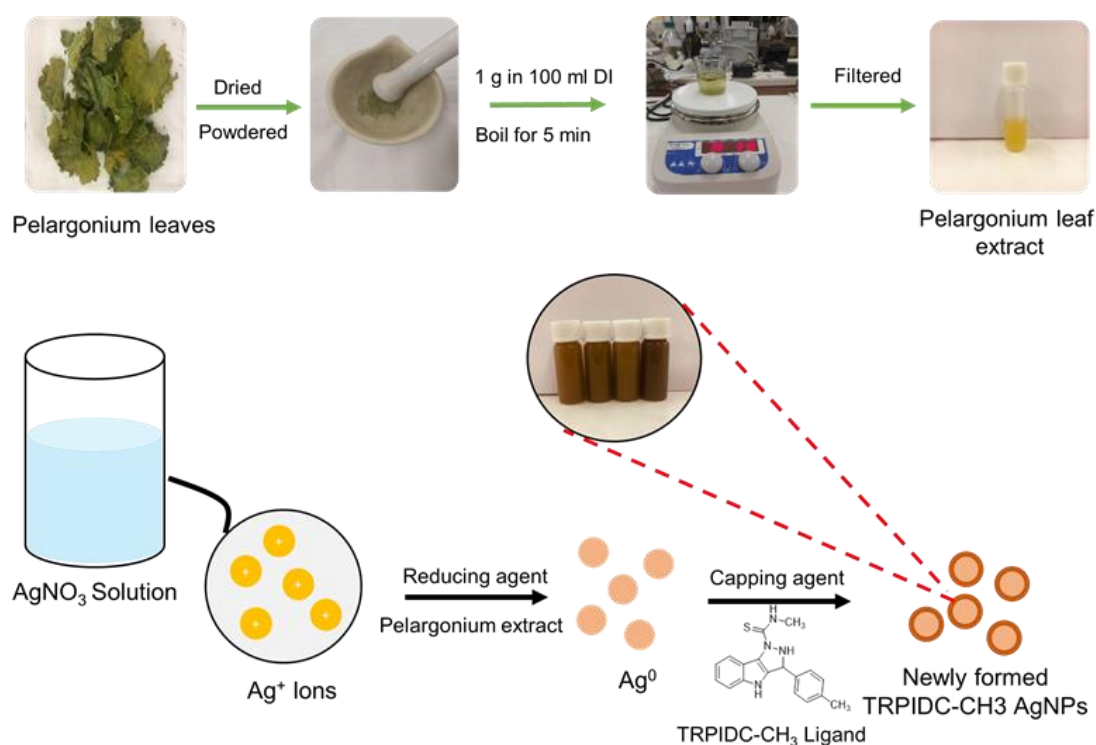 Dried
Powdered
1 g in 100 ml DI
Boil for 5 min
Filtered
Pelargonium leaves
Pelargonium leaf
extract
AgNO₃ Solution
Ag⁺ Ions
Reducing agent
Pelargonium extract
Ag⁰
Capping agent
H
N
CH₃
S
N
NH
N
H
CH₃
TRPIDC-CH₃ Ligand
Newly formed
TRPIDC-CH3 AgNPs
+
+
+
+
+